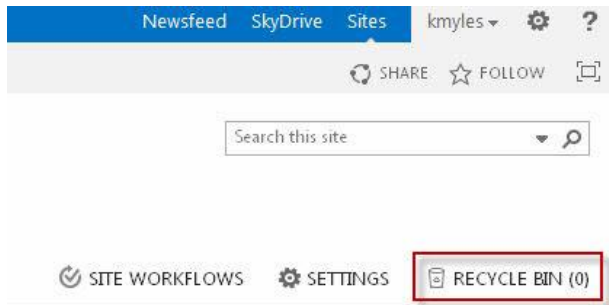 Newsfeed SkyDrive Sites kmyles ?
SHARE FOLLOW
Search this site
SITE WORKFLOWS SETTINGS RECYCLE BIN (0)